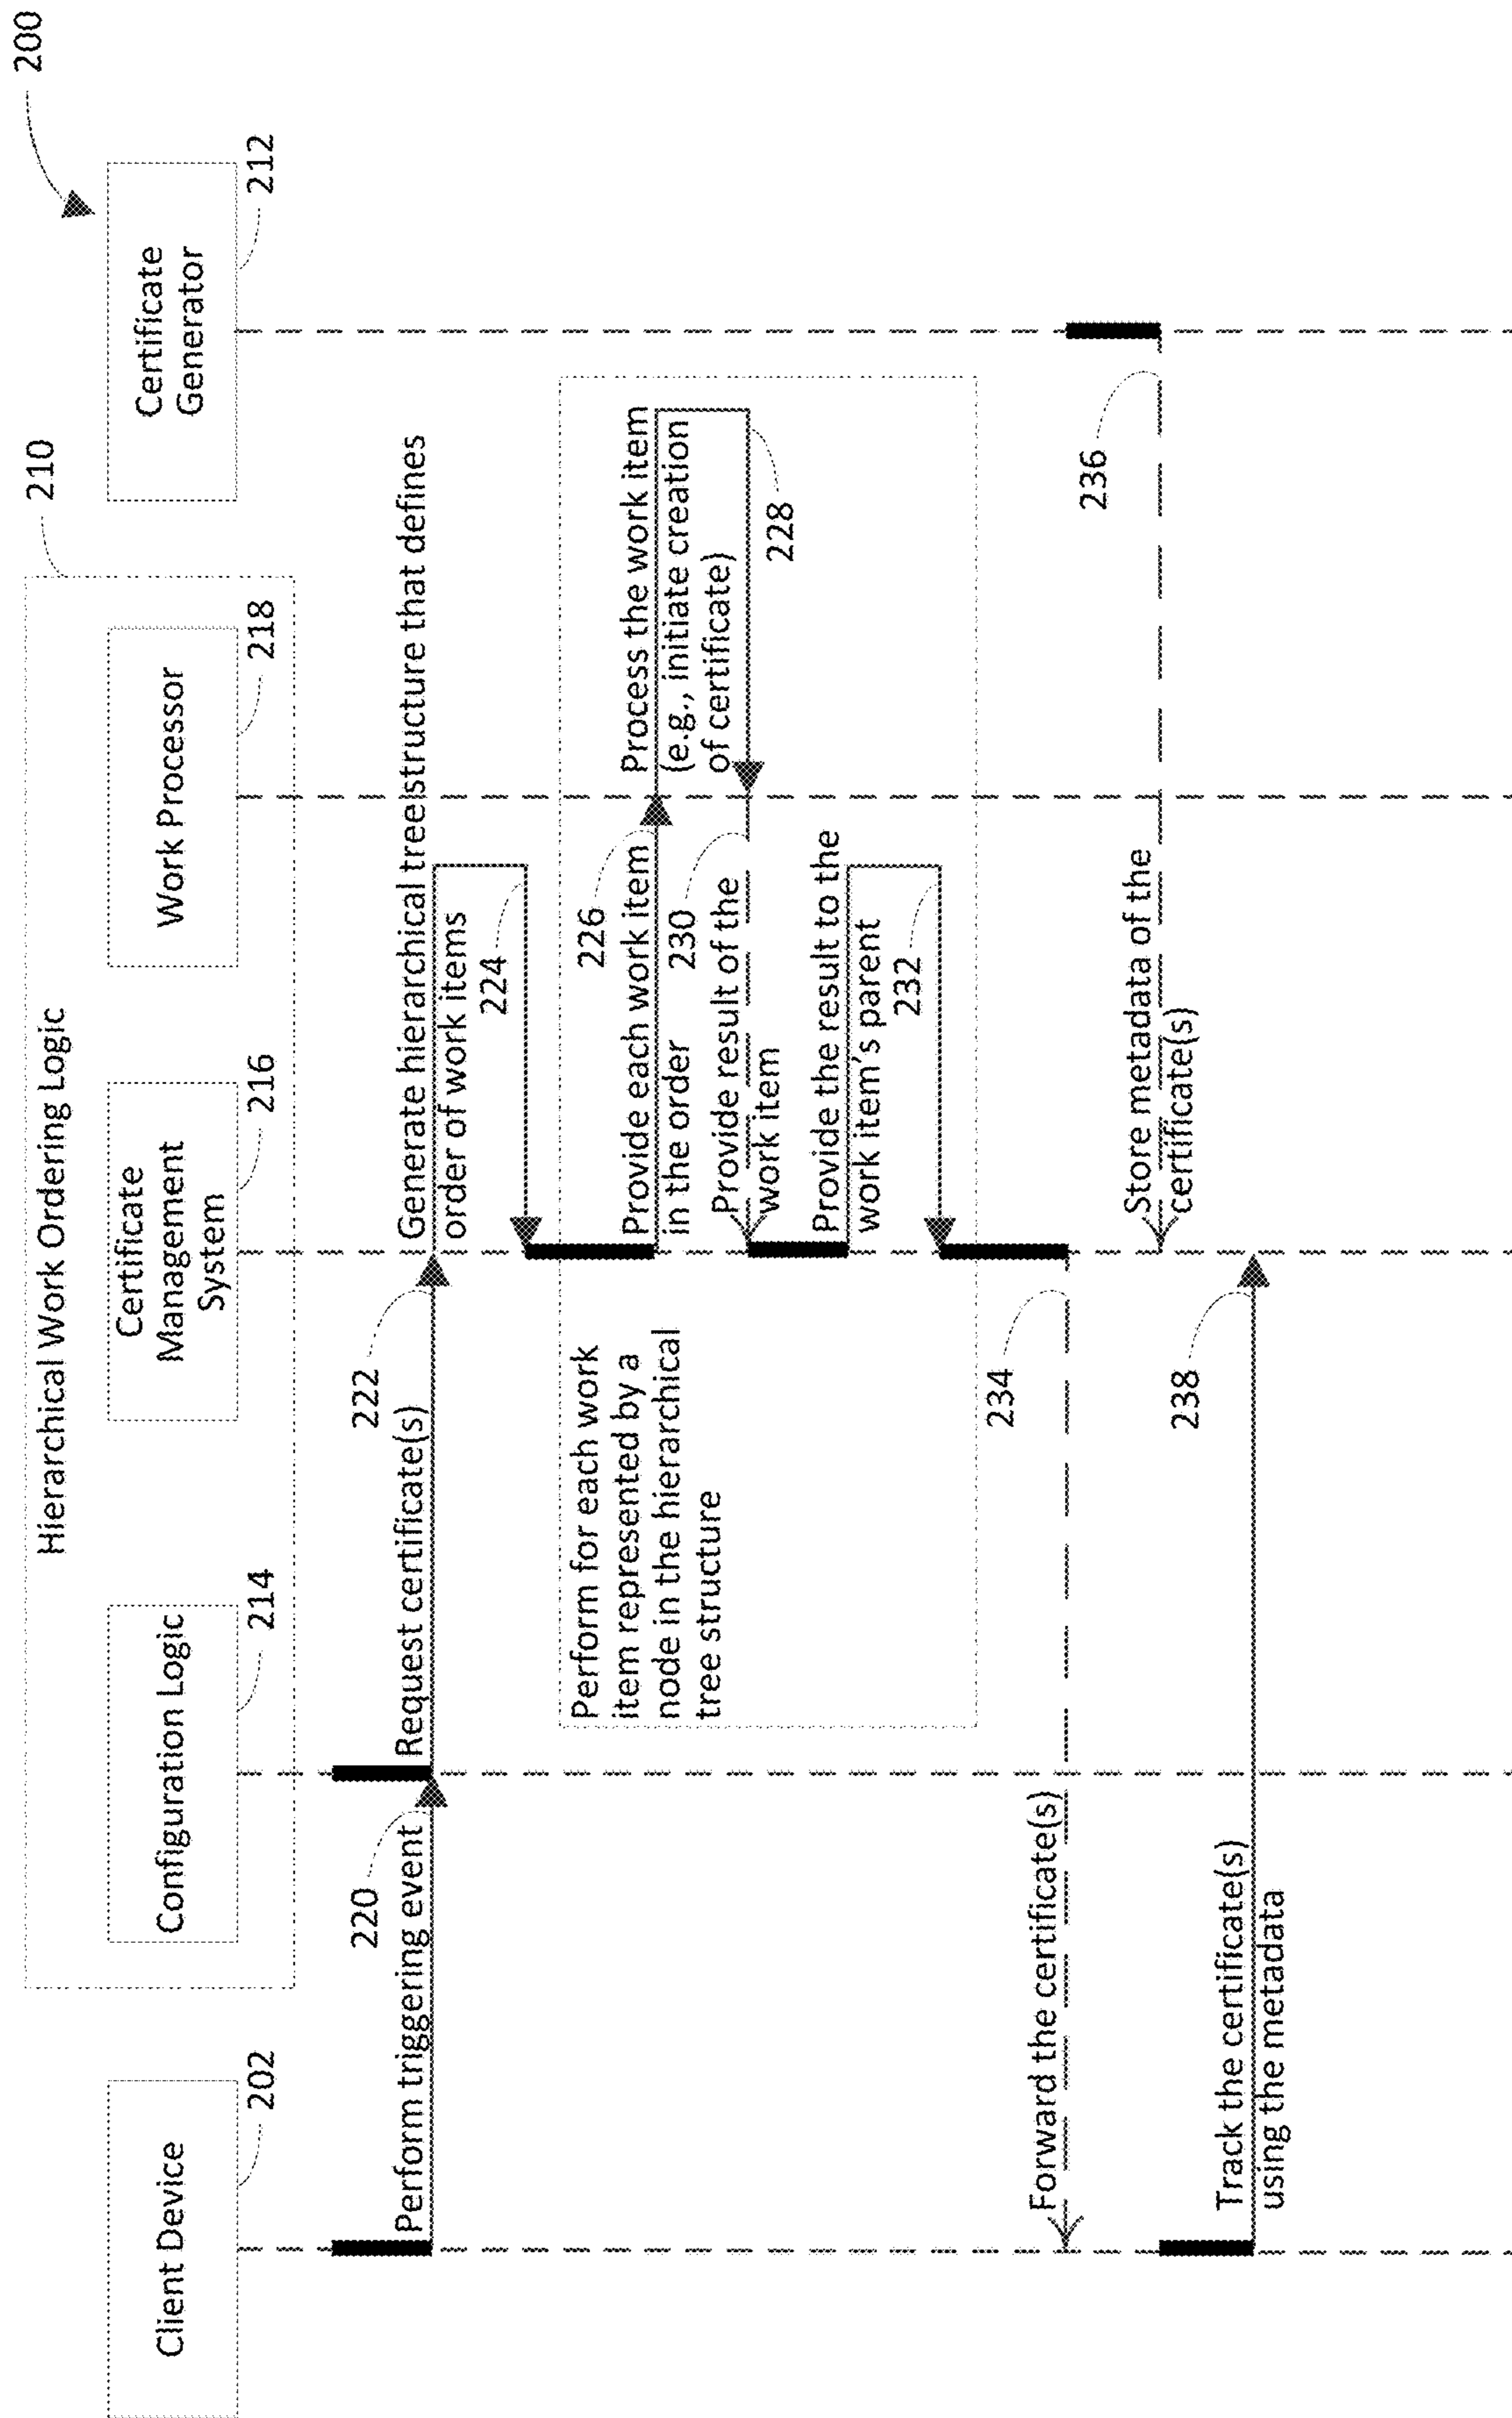 200
210
Hierarchical Work Ordering Logic
Client Device
202
Configuration Logic
214
Certificate
Management
System
216
Work Processor
218
Certificate
Generator
212
220
Perform triggering event
222
Request certificate(s)
Generate hierarchical tree structure that defines
order of work items
224
Perform for each work
item represented by a
node in the hierarchical
tree structure
226
Provide each work item
in the order
Process the work item
(e.g., initiate creation
of certificate)
228
230
Provide result of the
work item
Provide the result to the
work item's parent
232
234
Forward the certificate(s)
236
Store metadata of the
certificate(s)
238
Track the certificate(s)
using the metadata